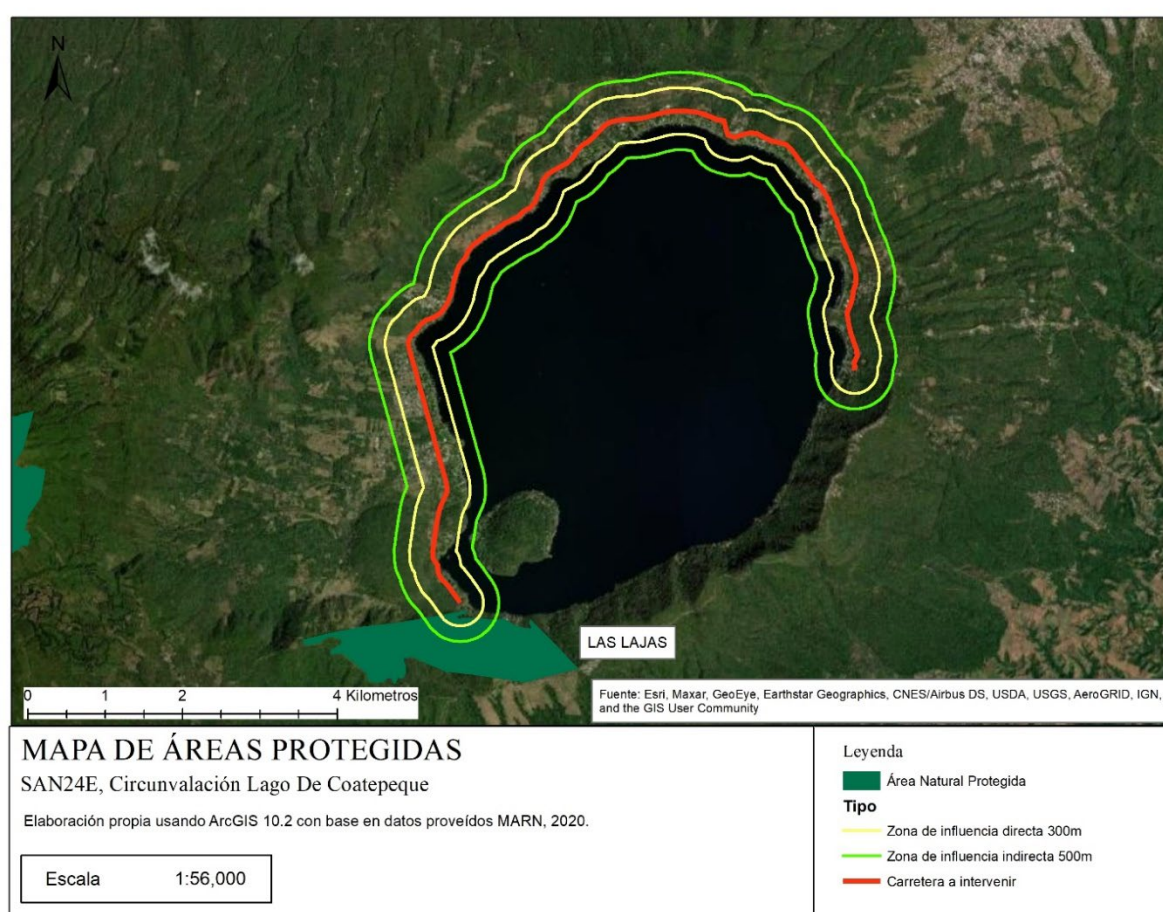 N
LAS LAJAS
0 1 2 4 Kilometros
Fuente: Esri, Maxar, GeoEye, Earthstar Geographics, CNES/Airbus DS, USDA, USGS, AeroGRID, IGN,
and the GIS User Community
MAPA DE ÁREAS PROTEGIDAS
SAN24E, Circunvalación Lago De Coatepeque
Elaboración propia usando ArcGIS 10.2 con base en datos proveídos MARN, 2020.
Escala 1:56,000
Leyenda
Área Natural Protegida
Tipo
Zona de influencia directa 300m
Zona de influencia indirecta 500m
Carretera a intervenir